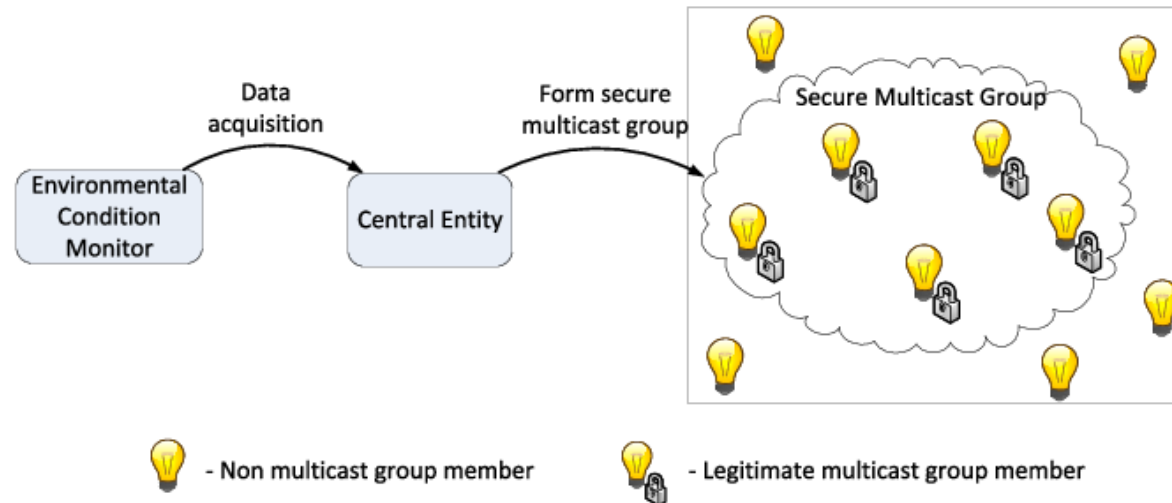 Data
acquisition
Form secure
multicast group
Secure Multicast Group
Environmental
Condition
Monitor
Central Entity
- Non multicast group member
- Legitimate multicast group member